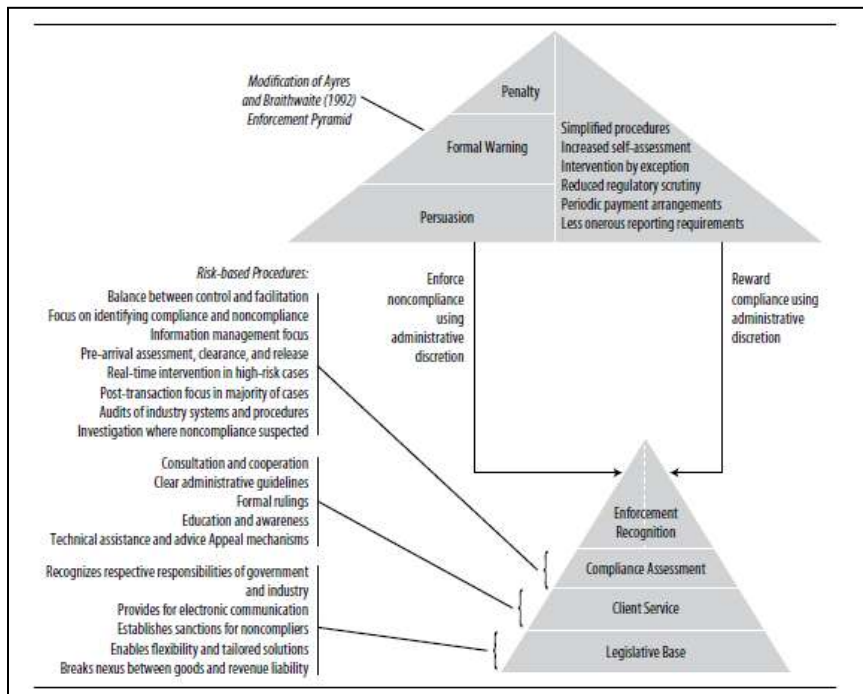 Modification of Ayres
and Braithwaite (1992)
Enforcement Pyramid
Penalty
Formal Warning
Persuasion
Simplified procedures
Increased self-assessment
Intervention by exception
Reduced regulatory scrutiny
Periodic payment arrangements
Less onerous reporting requirements
Enforce
noncompliance
using
administrative
discretion
Reward
compliance using
administrative
discretion
Risk-based Procedures:
Balance between control and facilitation
Focus on identifying compliance and noncompliance
Information management focus
Pre-arrival assessment, clearance, and release
Real-time intervention in high-risk cases
Post-transaction focus in majority of cases
Audits of industry systems and procedures
Investigation where noncompliance suspected
Consultation and cooperation
Clear administrative guidelines
Formal rulings
Education and awareness
Technical assistance and advice Appeal mechanisms
Recognizes respective responsibilities of government
and industry
Provides for electronic communication
Establishes sanctions for noncompliers
Enables flexibility and tailored solutions
Breaks nexus between goods and revenue liability
Enforcement
Recognition
Compliance Assessment
Client Service
Legislative Base